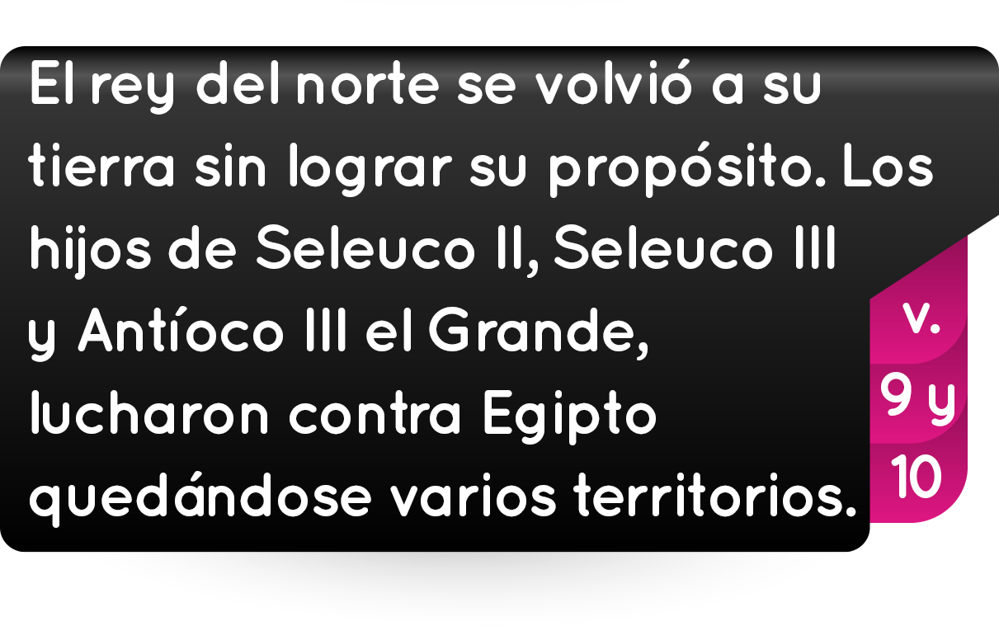 El rey del norte se volvió a su
tierra sin lograr su propósito. Los
hijos de Seleuco II, Seleuco III
y Antíoco III el Grande,
lucharon contra Egipto
quedándose varios territorios.
v.
9 y
10